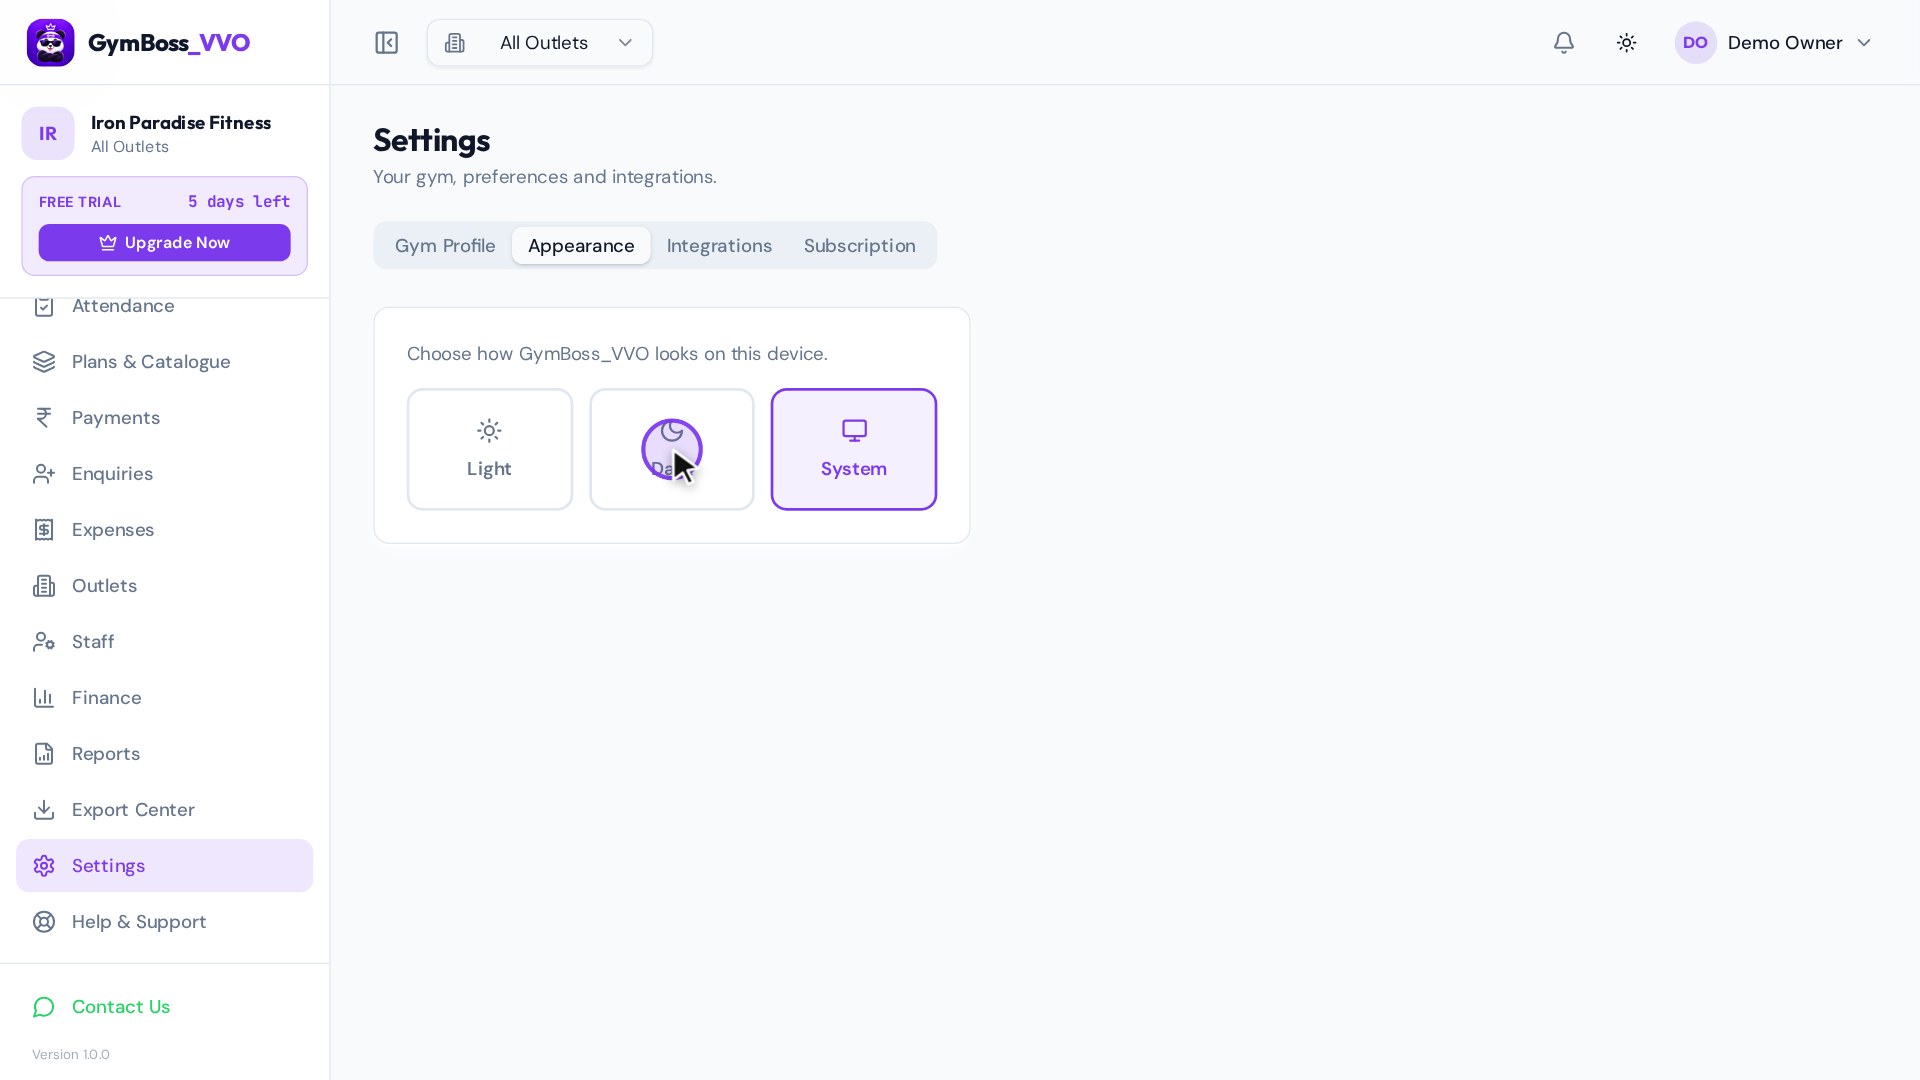 GymBoss_VVO
All Outlets
DO
Demo Owner
IR
Iron Paradise Fitness
All Outlets
FREE TRIAL
5 days left
Upgrade Now
Attendance
Plans & Catalogue
Payments
Enquiries
Expenses
Outlets
Staff
Finance
Reports
Export Center
Settings
Help & Support
Contact Us
Version 1.0.0
Settings
Your gym, preferences and integrations.
Gym Profile
Appearance
Integrations
Subscription
Choose how GymBoss_VVO looks on this device.
Light
System